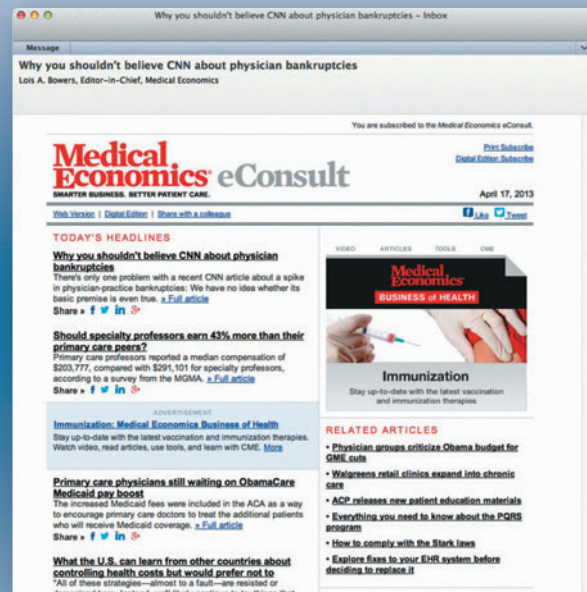 Why you shouldn't believe CNN about physician bankruptcies – Inbox
Message
Why you shouldn't believe CNN about physician bankruptcies
Lois A. Bowers, Editor-in-Chief, Medical Economics
You are subscribed to the Medical Economics eConsult.
Medical
Economics eConsult
SMARTER BUSINESS. BETTER PATIENT CARE.
Print Subscribe
Digital Edition Subscribe
April 17, 2013
Web Version | Digital Edition | Share with a colleague
Like Tweet
TODAY'S HEADLINES
Why you shouldn't believe CNN about physician
bankruptcies
There's only one problem with a recent CNN article about a spike
in physician-practice bankruptcies: We have no idea whether its
basic premise is even true. » Full article
Share »
Should specialty professors earn 43% more than their
primary care peers?
Primary care professors reported a median compensation of
$203,777, compared with $291,101 for specialty professors,
according to a survey from the MGMA. » Full article
Share »
ADVERTISEMENT
Immunization: Medical Economics Business of Health
Stay up-to-date with the latest vaccination and immunization therapies.
Watch video, read articles, use tools, and learn with CME. More
Primary care physicians still waiting on ObamaCare
Medicaid pay boost
The increased Medicaid fees were included in the ACA as a way
to encourage primary care doctors to treat the additional patients
who will receive Medicaid coverage. » Full article
Share »
What the U.S. can learn from other countries about
controlling health costs but would prefer not to
"All of these strategies—almost to a fault—are resisted or
VIDEO ARTICLES TOOLS CME
Medical
Economics
BUSINESS of HEALTH
Immunization
Stay up-to-date with the latest vaccination
and immunization therapies
RELATED ARTICLES
• Physician groups criticize Obama budget for
GME cuts
• Walgreens retail clinics expand into chronic
care
• ACP releases new patient education materials
• Everything you need to know about the PQRS
program
• How to comply with the Stark laws
• Explore fixes to your EHR system before
deciding to replace it